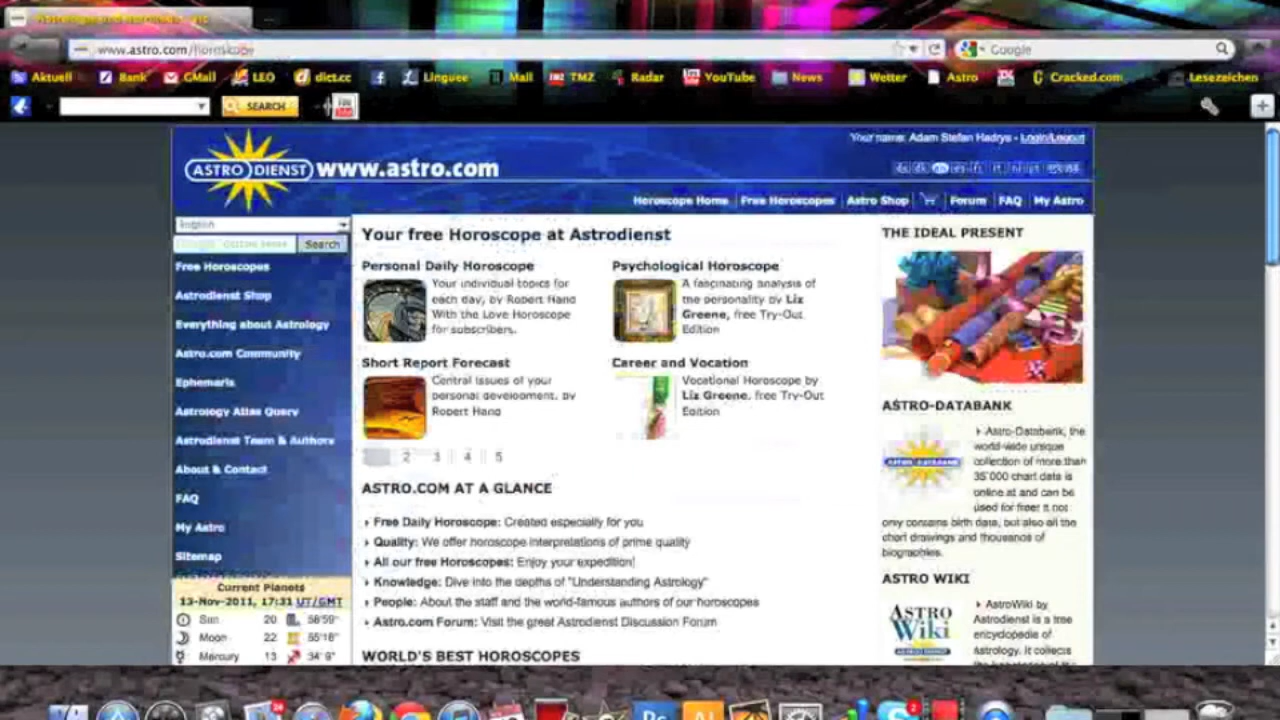 www.astro.com/horoskope
Google
Aktuell
Bank
GMail
LEO
dict.cc
Linguee
Mail
TMZ
Radar
YouTube
News
Wetter
Astro
Cracked.com
Lesezeichen
SEARCH
Your name: Adam Stefan Hadrys - Login/Logout
ASTRO DIENST www.astro.com
Horoscope Home
Free Horoscopes
Astro Shop
Forum
FAQ
My Astro
English
Search
Free Horoscopes
Astrodienst Shop
Everything about Astrology
Astro.com Community
Ephemeris
Astrology Atlas Query
Astrodienst Team & Authors
About & Contact
FAQ
My Astro
Sitemap
Current Planets
13-Nov-2011, 17:31 UT/GMT
Sun 20 58'59"
Moon 22 55'16"
Mercury 13 34' 9"
Your free Horoscope at Astrodienst
Personal Daily Horoscope
Your individual topics for
each day, by Robert Hand
With the Love Horoscope
for subscribers.
Psychological Horoscope
A fascinating analysis of
the personality by Liz
Greene, free Try-Out
Edition
Short Report Forecast
Central issues of your
personal development, by
Robert Hand
Career and Vocation
Vocational Horoscope by
Liz Greene, free Try-Out
Edition
2 3 4 5
ASTRO.COM AT A GLANCE
Free Daily Horoscope: Created especially for you
Quality: We offer horoscope interpretations of prime quality
All our free Horoscopes: Enjoy your expedition!
Knowledge: Dive into the depths of "Understanding Astrology"
People: About the staff and the world-famous authors of our horoscopes
Astro.com Forum: Visit the great Astrodienst Discussion Forum
WORLD'S BEST HOROSCOPES
THE IDEAL PRESENT
ASTRO-DATABANK
Astro-Databank, the
world-wide unique
collection of more than
35'000 chart data is
online at and can be
used for free! It not
only contains birth data, but also all the
chart drawings and thousands of
biographies.
ASTRO WIKI
ASTRO
Wiki
AstroWiki by
Astrodienst is a free
encyclopedia of
astrology. It collects